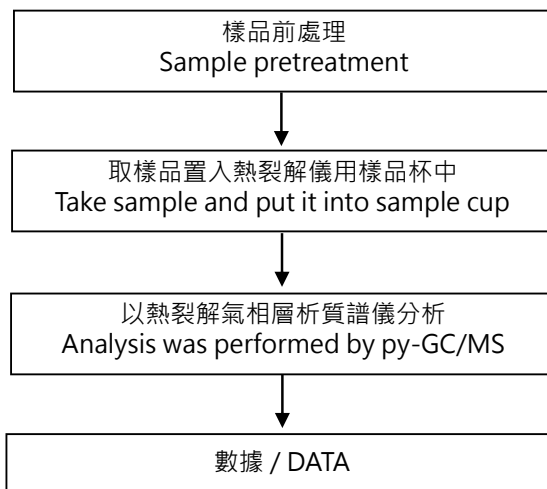 樣品前處理
Sample pretreatment
取樣品置入熱裂解儀用樣品杯中
Take sample and put it into sample cup
以熱裂解氣相層析質譜儀分析
Analysis was performed by py-GC/MS
數據 / DATA